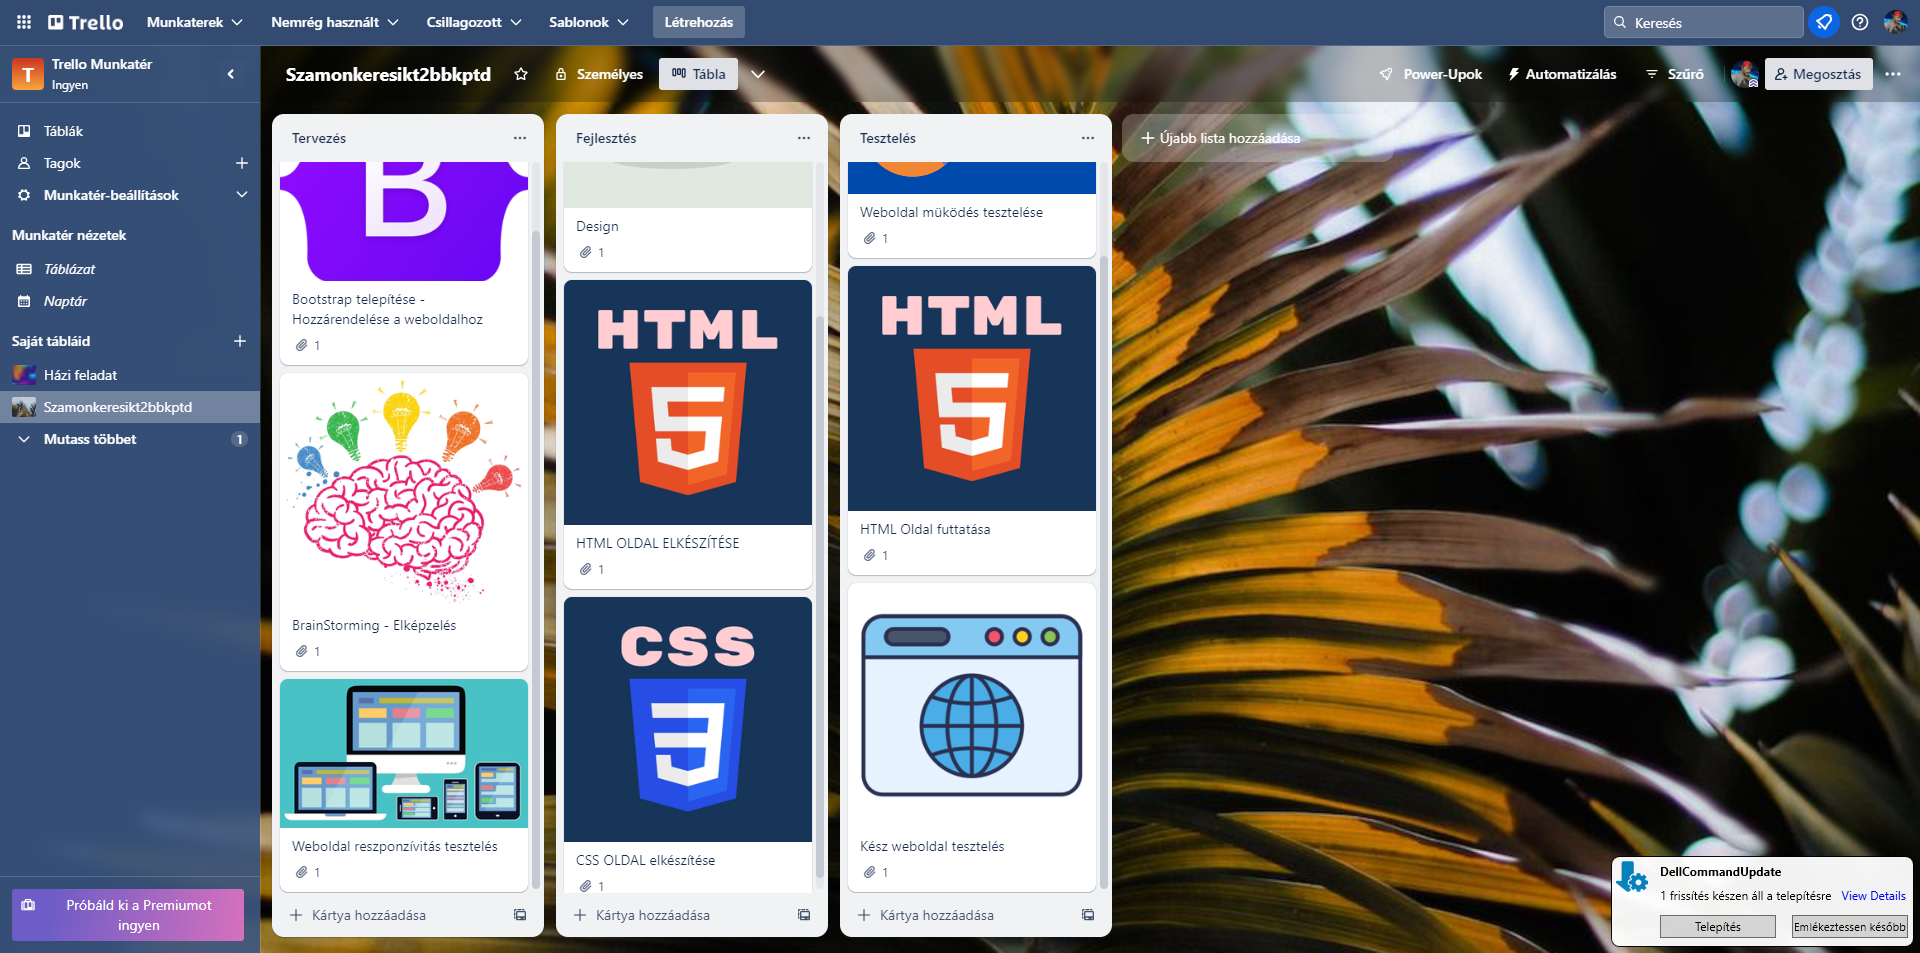 Trello
Munkaterek
Nemrég használt
Csillagozott
Sablonok
Létrehozás
Keresés
T
Trello Munkatér
Ingyen
Táblák
Tagok
Munkatér-beállítások
Munkatér nézetek
Táblázat
Naptár
Saját tábláid
Házi feladat
Szamonkeresikt2bbkptd
Mutass többet
1
Próbáld ki a Premiumot
ingyen
Szamonkeresikt2bbkptd
Személyes
Tábla
Power-Upok
Automatizálás
Szűrő
Megosztás
Tervezés
B
Bootstrap telepítése -
Hozzárendelése a weboldalhoz
1
BrainStorming - Elképzelés
1
Weboldal reszponzívitás tesztelés
1
Kártya hozzáadása
Fejlesztés
Design
1
HTML
5
HTML OLDAL ELKÉSZÍTÉSE
1
CSS
3
CSS OLDAL elkészítése
1
Kártya hozzáadása
Tesztelés
Weboldal müködés tesztelése
1
HTML
5
HTML Oldal futtatása
1
Kész weboldal tesztelés
1
Kártya hozzáadása
Újabb lista hozzáadása
DellCommandUpdate
1 frissítés készen áll a telepítésre View Details
Telepítés
Emlékeztessen később